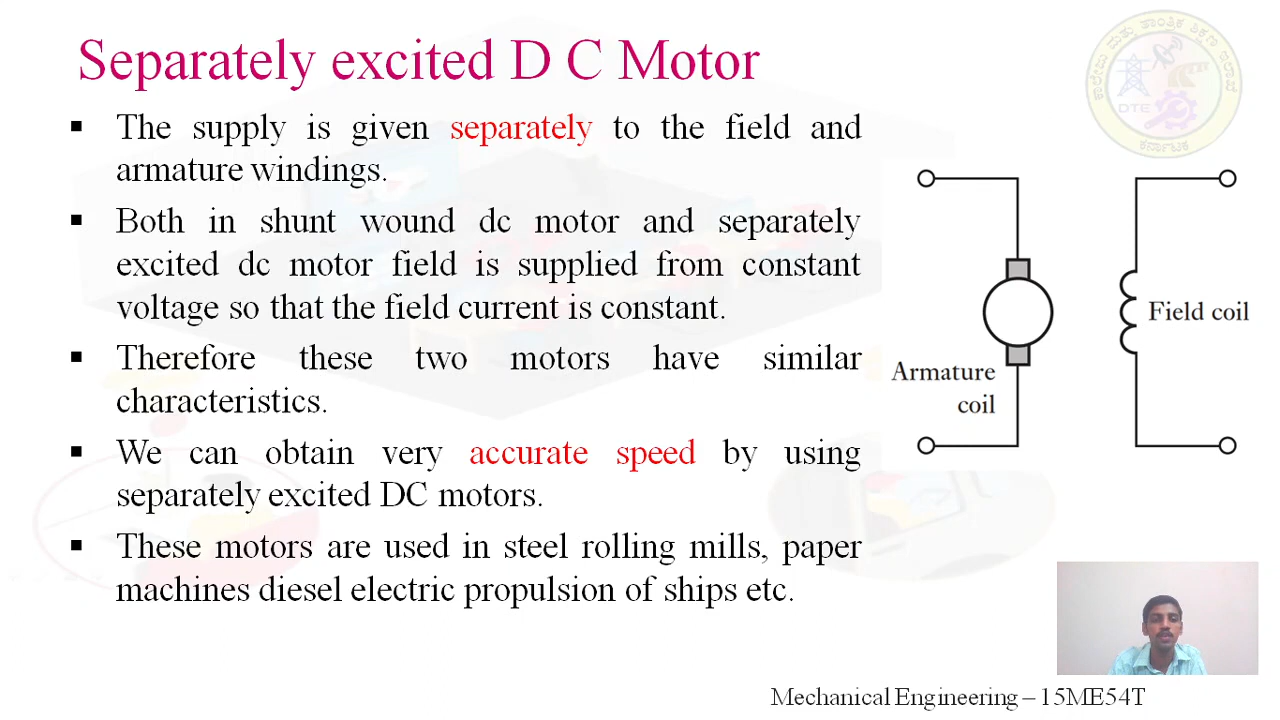 Separately excited D C Motor
▪ The supply is given separately to the field and
armature windings.
▪ Both in shunt wound dc motor and separately
excited dc motor field is supplied from constant
voltage so that the field current is constant.
▪ Therefore these two motors have similar
characteristics.
▪ We can obtain very accurate speed by using
separately excited DC motors.
▪ These motors are used in steel rolling mills, paper
machines diesel electric propulsion of ships etc.
Field coil
Armature
coil
DTE
ಕರ್ನಾಟಕ
Mechanical Engineering – 15ME54T